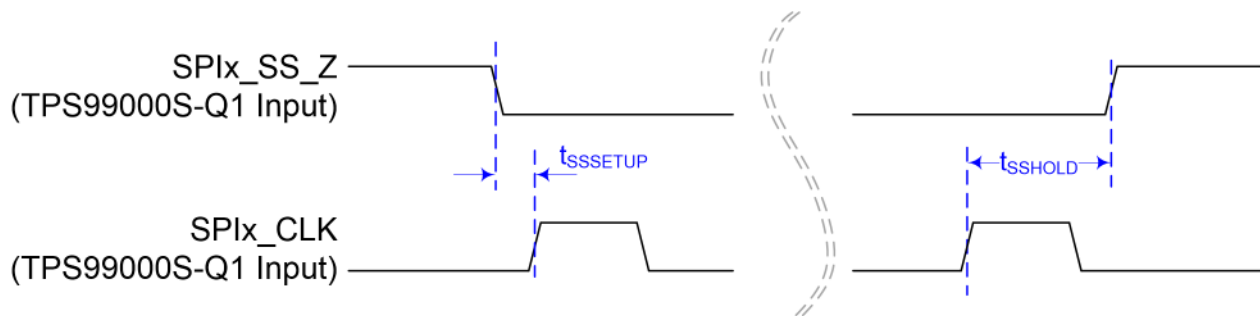 SPIx_SS_Z
(TPS99000S-Q1 Input)
tSSSETUP
tSSHOLD
SPIx_CLK
(TPS99000S-Q1 Input)